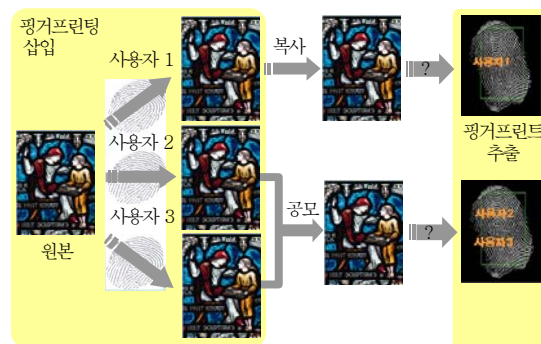 핑거프린팅
삽입
사용자 1
사용자 2
사용자 3
원본
복사
공모
?
?
사용자1
핑거프린트
추출
사용자2
사용자3